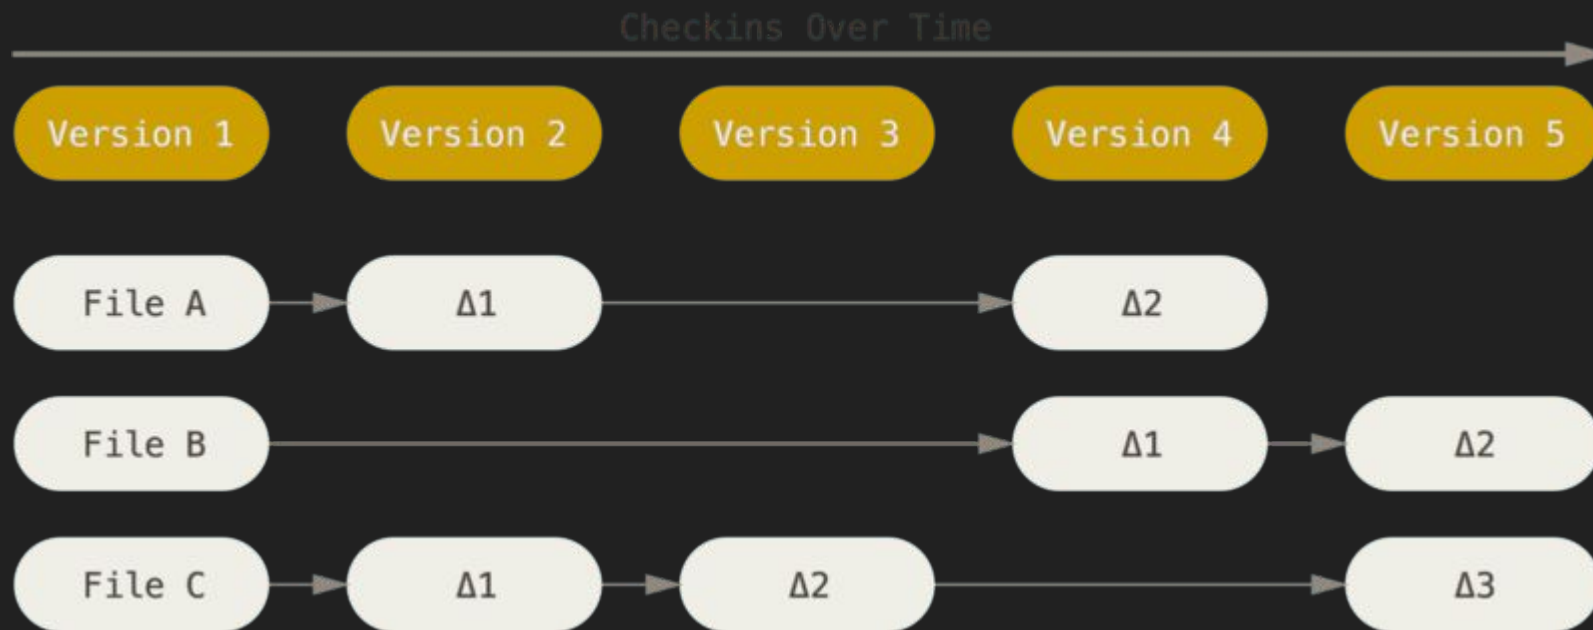 Checkins Over Time
Version 1 Version 2 Version 3 Version 4 Version 5
File A Δ1 Δ2
File B Δ1 Δ2
File C Δ1 Δ2 Δ3